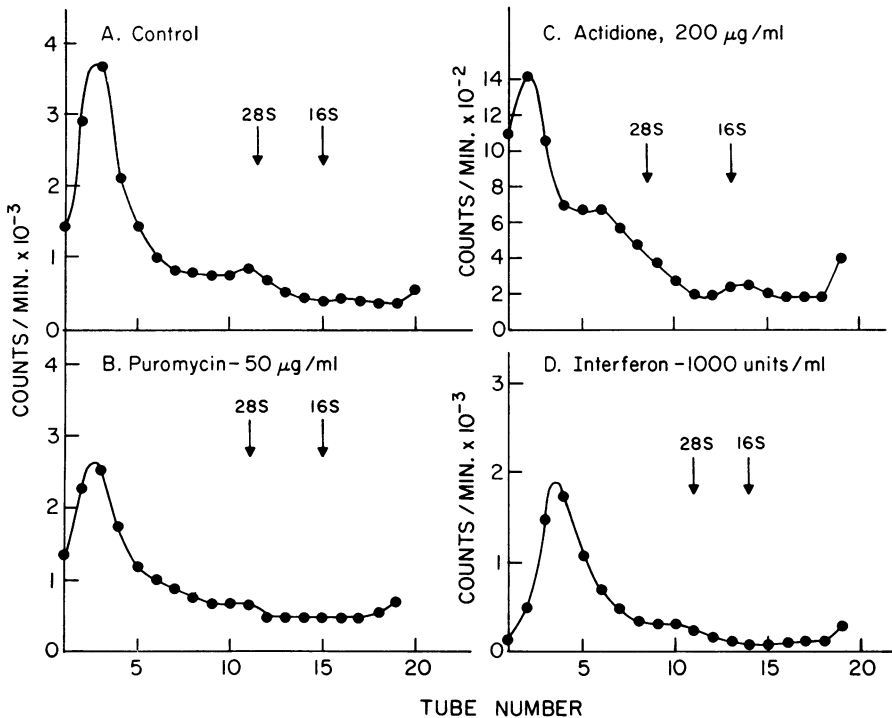 A. Control
28S 16S
4
3
2
1
0
COUNTS / MIN. x 10⁻³
B. Puromycin-50 μg/ml
28S 16S
4
3
2
1
0
5 10 15 20
C. Actidione, 200 μg/ml
28S 16S
14
12
10
8
6
4
2
0
COUNTS / MIN. x 10⁻²
D. Interferon-1000 units/ml
28S 16S
3
2
1
0
COUNTS / MIN. x 10⁻³
5 10 15 20
TUBE NUMBER